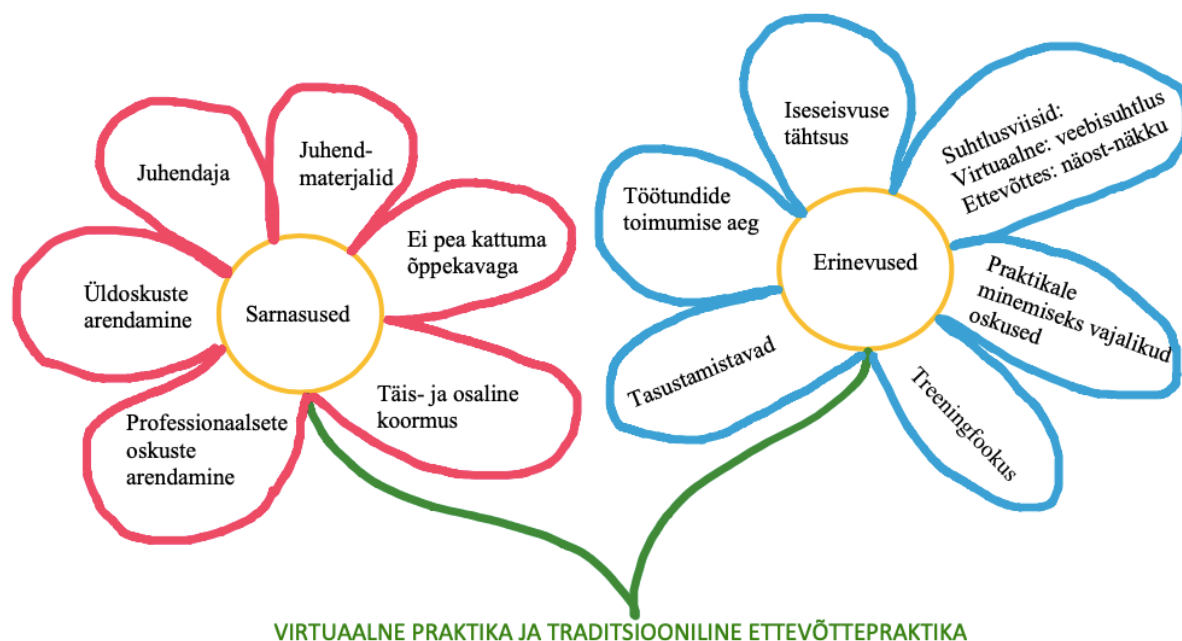 Sarnasused
Juhendaja
Juhend-
materjalid
Ei pea kattuma
õppekavaga
Täis- ja osaline
koormus
Professionaalsete
oskuste
arendamine
Üldoskuste
arendamine
Erinevused
Iseseisvuse
tähtsus
Suhtlusviisid:
Virtuaalne: veebisuhtlus
Ettevõttes: näost-näkku
Praktikale
minemiseks vajalikud
oskused
Treeningfookus
Tasustamistavad
Töötundide
toimumise aeg
VIRTUAALNE PRAKTIKA JA TRADITSIOONILINE ETTEVÕTTEPRAKTIKA